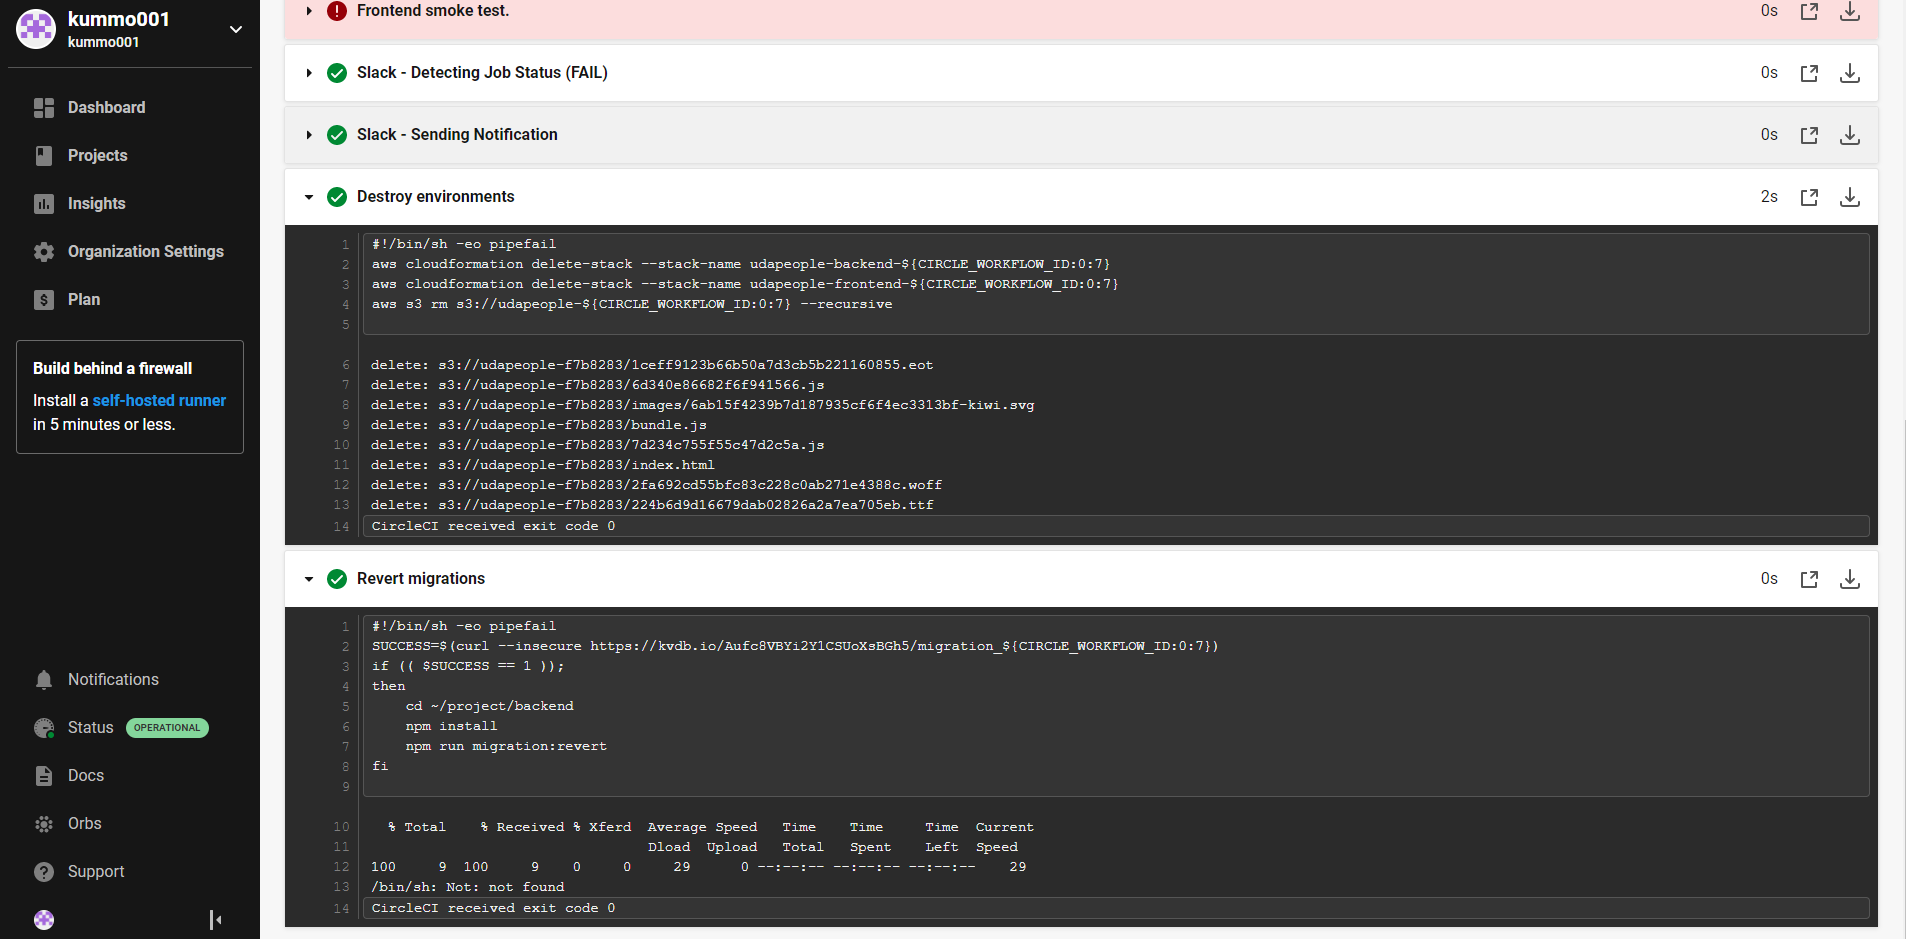 kummo001
kummo001
Dashboard
Projects
Insights
Organization Settings
Plan
Build behind a firewall
Install a self-hosted runner
in 5 minutes or less.
Notifications
Status OPERATIONAL
Docs
Orbs
Support
Frontend smoke test. 0s
Slack - Detecting Job Status (FAIL) 0s
Slack - Sending Notification 0s
Destroy environments 2s
1 #!/bin/sh -eo pipefail
2 aws cloudformation delete-stack --stack-name udapeople-backend-${CIRCLE_WORKFLOW_ID:0:7}
3 aws cloudformation delete-stack --stack-name udapeople-frontend-${CIRCLE_WORKFLOW_ID:0:7}
4 aws s3 rm s3://udapeople-${CIRCLE_WORKFLOW_ID:0:7} --recursive
5
6 delete: s3://udapeople-f7b8283/1ceff9123b66b50a7d3cb5b221160855.eot
7 delete: s3://udapeople-f7b8283/6d340e86682f6f941566.js
8 delete: s3://udapeople-f7b8283/images/6ab15f4239b7d187935cf6f4ec3313bf-kiwi.svg
9 delete: s3://udapeople-f7b8283/bundle.js
10 delete: s3://udapeople-f7b8283/7d234c755f55c47d2c5a.js
11 delete: s3://udapeople-f7b8283/index.html
12 delete: s3://udapeople-f7b8283/2fa692cd55bfc83c228c0ab271e4388c.woff
13 delete: s3://udapeople-f7b8283/224b6d9d16679dab02826a2a7ea705eb.ttf
14 CircleCI received exit code 0
Revert migrations 0s
1 #!/bin/sh -eo pipefail
2 SUCCESS=$(curl --insecure https://kvdb.io/Aufc8VBYi2Y1CSUoXsBGh5/migration_${CIRCLE_WORKFLOW_ID:0:7})
3 if (( $SUCCESS == 1 ));
4 then
5 cd ~/project/backend
6 npm install
7 npm run migration:revert
8 fi
9
10 % Total % Received % Xferd Average Speed Time Time Time Current
11 Dload Upload Total Spent Left Speed
12 100 9 100 9 0 0 29 0 --:--:-- --:--:-- --:--:-- 29
13 /bin/sh: Not: not found
14 CircleCI received exit code 0